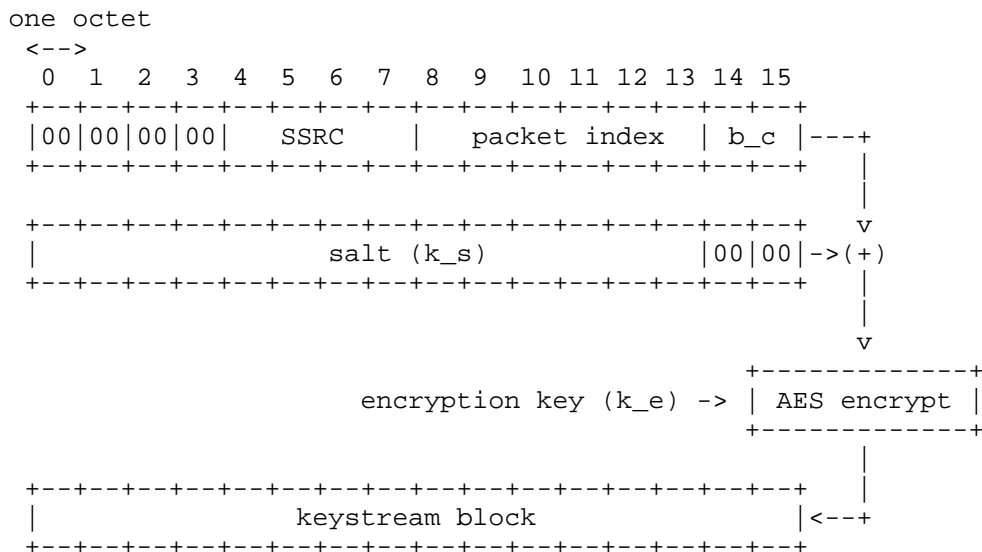 one octet
<-->
0 1 2 3 4 5 6 7 8 9 10 11 12 13 14 15
+--+--+--+--+--+--+--+--+--+--+--+--+--+--+--+--+
|00|00|00|00| SSRC | packet index | b_c |---+
+--+--+--+--+--+--+--+--+--+--+--+--+--+--+--+--+ |
|
+--+--+--+--+--+--+--+--+--+--+--+--+--+--+--+--+ v
| salt (k_s) |00|00|->(+)
+--+--+--+--+--+--+--+--+--+--+--+--+--+--+--+--+ |
|
v
+-------------+
encryption key (k_e) -> | AES encrypt |
+-------------+
|
+--+--+--+--+--+--+--+--+--+--+--+--+--+--+--+--+ |
| keystream block |<--+
+--+--+--+--+--+--+--+--+--+--+--+--+--+--+--+--+